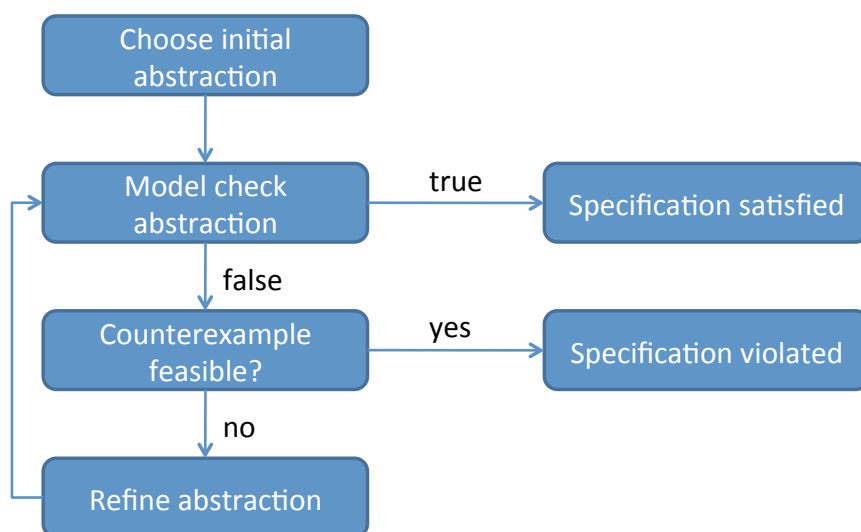 Choose initial
abstraction
Model check
abstraction
true
Specification satisfied
false
Counterexample
feasible?
yes
Specification violated
no
Refine abstraction